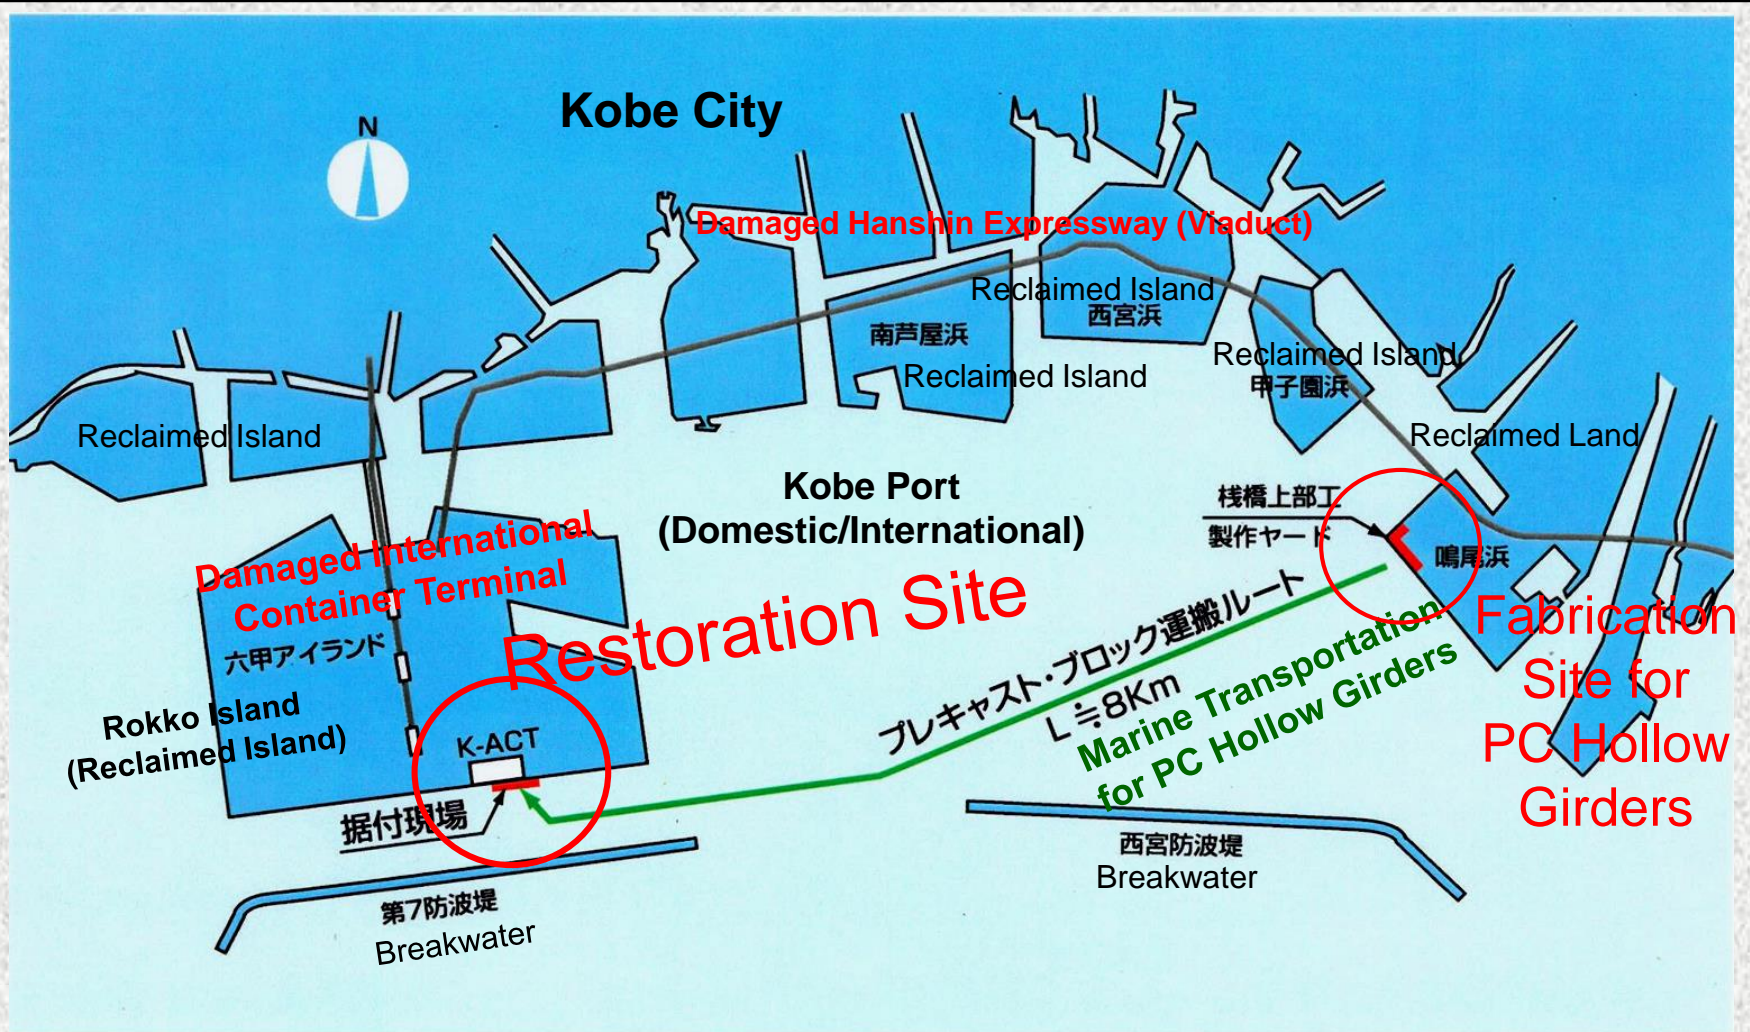 Kobe City
N
Damaged Hanshin Expressway (Viaduct)
Reclaimed Island
西宮浜
南芦屋浜
Reclaimed Island
Reclaimed Island
甲子園浜
Reclaimed Island
Reclaimed Land
Kobe Port
(Domestic/International)
桟橋上部工
製作ヤード
鳴尾浜
Damaged International
Container Terminal
六甲アイランド
Restoration Site
プレキャスト・ブロック運搬ルート
L≒8Km
Marine Transportation
for PC Hollow Girders
Fabrication
Site for
PC Hollow
Girders
Rokko Island
(Reclaimed Island)
K-ACT
据付現場
西宮防波堤
Breakwater
第7防波堤
Breakwater